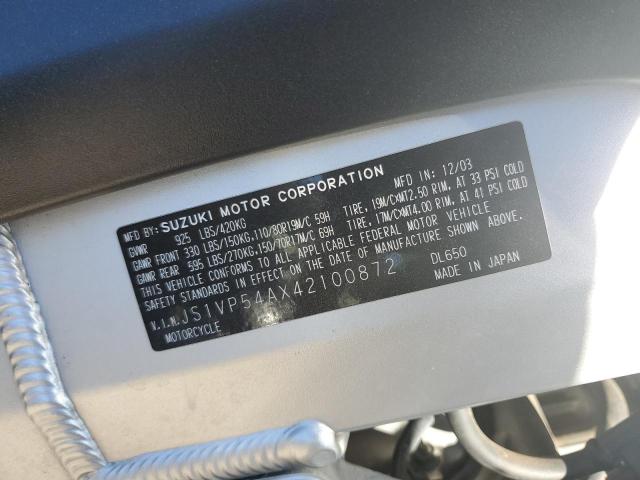 MFD BY: SUZUKI MOTOR CORPORATION MFD. IN: 12/03
GVWR 925 LBS/420KG
GAWR FRONT 330 LBS/150KG,110/80R19M/C 59H TIRE, 19M/C×MT2.50 RIM, AT 33 PSI COLD
GAWR REAR 595 LBS/270KG,150/70R17M/C 69H TIRE, 17M/C×MT4.00 RIM, AT 41 PSI COLD
THIS VEHICLE CONFORMS TO ALL APPLICABLE FEDERAL MOTOR VEHICLE
SAFETY STANDARDS IN EFFECT ON THE DATE OF MANUFACTURE SHOWN ABOVE.
V.I.N. JS1VP54AX42100872 DL650
MOTORCYCLE MADE IN JAPAN